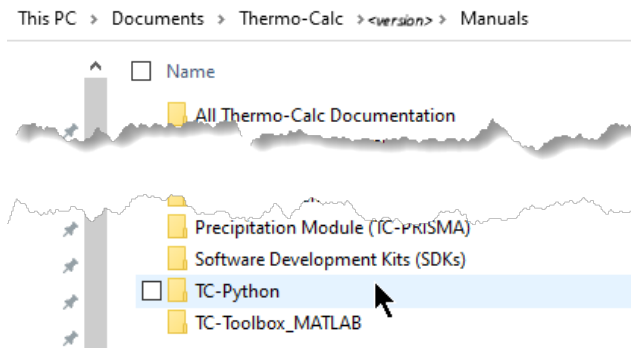 This PC > Documents > Thermo-Calc > <version> > Manuals
Name
All Thermo-Calc Documentation
Precipitation Module (TC-PRISMA)
Software Development Kits (SDKs)
TC-Python
TC-Toolbox_MATLAB